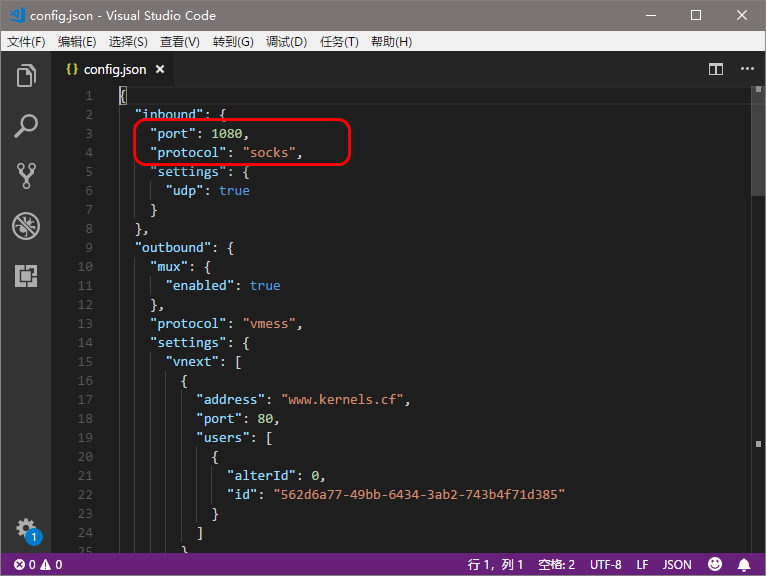 config.json - Visual Studio Code
文件(F) 编辑(E) 选择(S) 查看(V) 转到(G) 调试(D) 任务(T) 帮助(H)
{} config.json ×
1 {
2 "inbound": {
3 "port": 1080,
4 "protocol": "socks",
5 "settings": {
6 "udp": true
7 }
8 },
9 "outbound": {
10 "mux": {
11 "enabled": true
12 },
13 "protocol": "vmess",
14 "settings": {
15 "vnext": [
16 {
17 "address": "www.kernels.cf",
18 "port": 80,
19 "users": [
20 {
21 "alterId": 0,
22 "id": "562d6a77-49bb-6434-3ab2-743b4f71d385"
23 }
24 ]
25 }
1
0 0 行 1，列 1 空格: 2 UTF-8 LF JSON